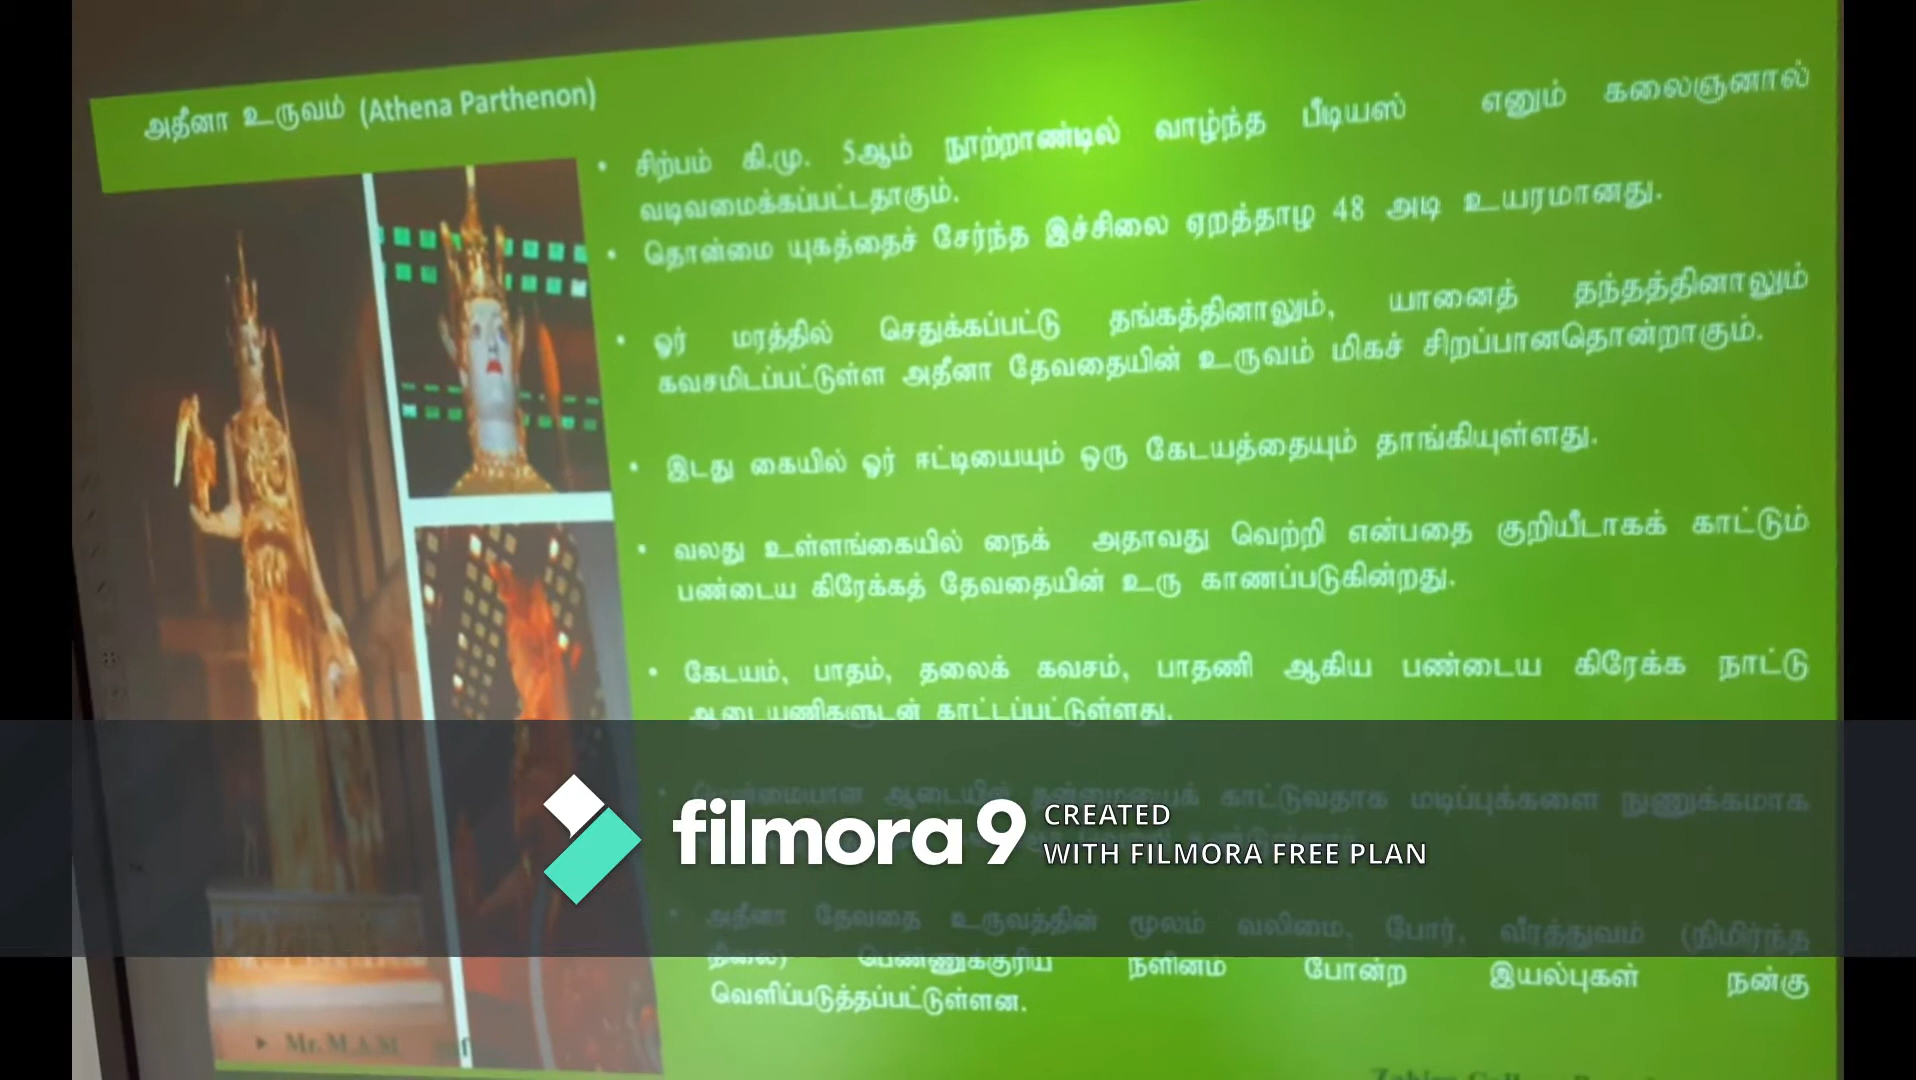 அதீனா உருவம் (Athena Parthenon)
• சிற்பம் கி.மு. 5ஆம் நூற்றாண்டில் வாழ்ந்த பீடியஸ் எனும் கலைஞனால்
வடிவமைக்கப்பட்டதாகும்.
• தொன்மை யுகத்தைச் சேர்ந்த இச்சிலை ஏறத்தாழ 48 அடி உயரமானது.
• ஓர் மரத்தில் செதுக்கப்பட்டு தங்கத்தினாலும், யானைத் தந்தத்தினாலும்
கவசமிடப்பட்டுள்ள அதீனா தேவதையின் உருவம் மிகச் சிறப்பானதொன்றாகும்.
• இடது கையில் ஓர் ஈட்டியையும் ஒரு கேடயத்தையும் தாங்கியுள்ளது.
• வலது உள்ளங்கையில் நைக் அதாவது வெற்றி என்பதை குறியீடாகக் காட்டும்
பண்டைய கிரேக்கத் தேவதையின் உரு காணப்படுகின்றது.
• கேடயம், பாதம், தலைக் கவசம், பாதணி ஆகிய பண்டைய கிரேக்க நாட்டு
ஆடையணிகளுடன் காட்டப்பட்டுள்ளது.
• ஆடையின் தன்மையைக் காட்டுவதாக மடிப்புக்களை நுணுக்கமாக
filmora9 CREATED
WITH FILMORA FREE PLAN
• அதீனா தேவதை உருவத்தின் மூலம் வலிமை, போர், வீரத்துவம் (நிமிர்ந்த
நிலை) பெண்ணுக்குரிய நளினம் போன்ற இயல்புகள் நன்கு
வெளிப்படுத்தப்பட்டுள்ளன.
Mr. M.A.M.